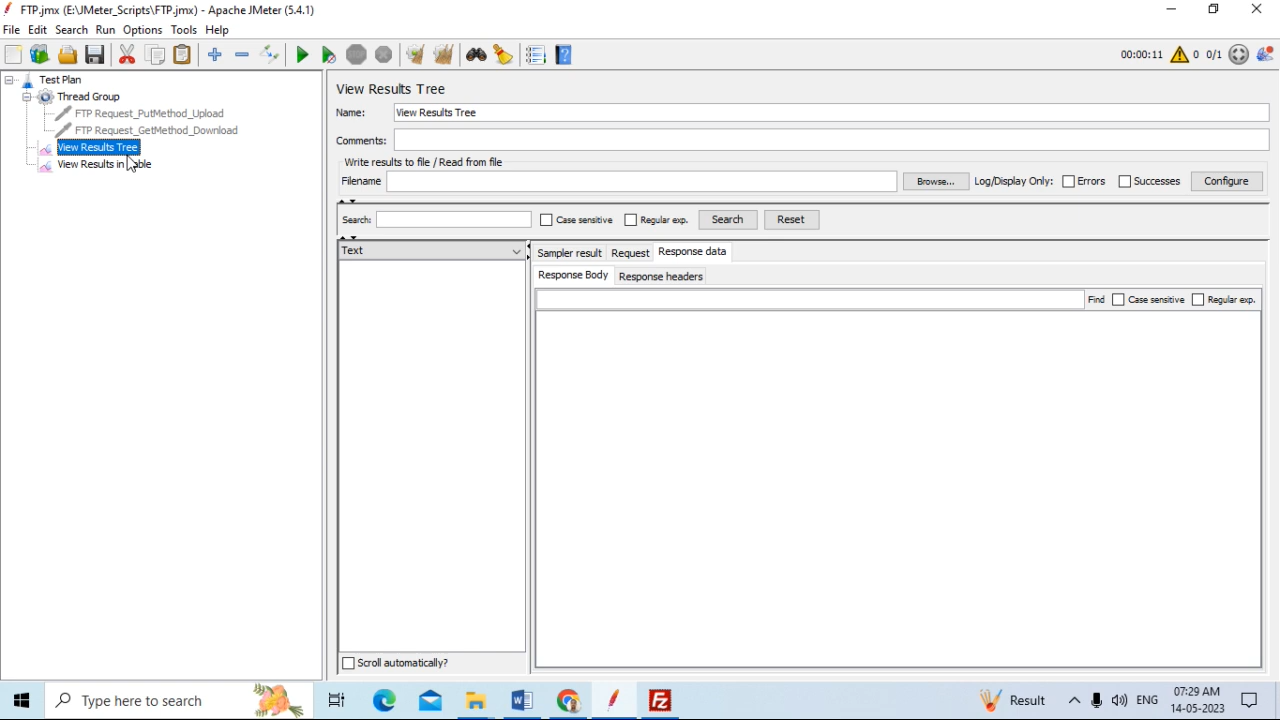 FTP.jmx (E:\JMeter_Scripts\FTP.jmx) - Apache JMeter (5.4.1)
File Edit Search Run Options Tools Help
00:00:11 0 0/1
Test Plan
Thread Group
FTP Request_PutMethod_Upload
FTP Request_GetMethod_Download
View Results Tree
View Results in
View Results Tree
Name: View Results Tree
Comments:
Write results to file / Read from file
Filename Browse... Log/Display Only: Errors Successes Configure
Search: Case sensitive Regular exp. Search Reset
Text
Sampler result Request Response data
Response Body Response headers
Find Case sensitive Regular exp.
Scroll automatically?
Type here to search
W
Fz
Result
ENG
07:29 AM
14-05-2023